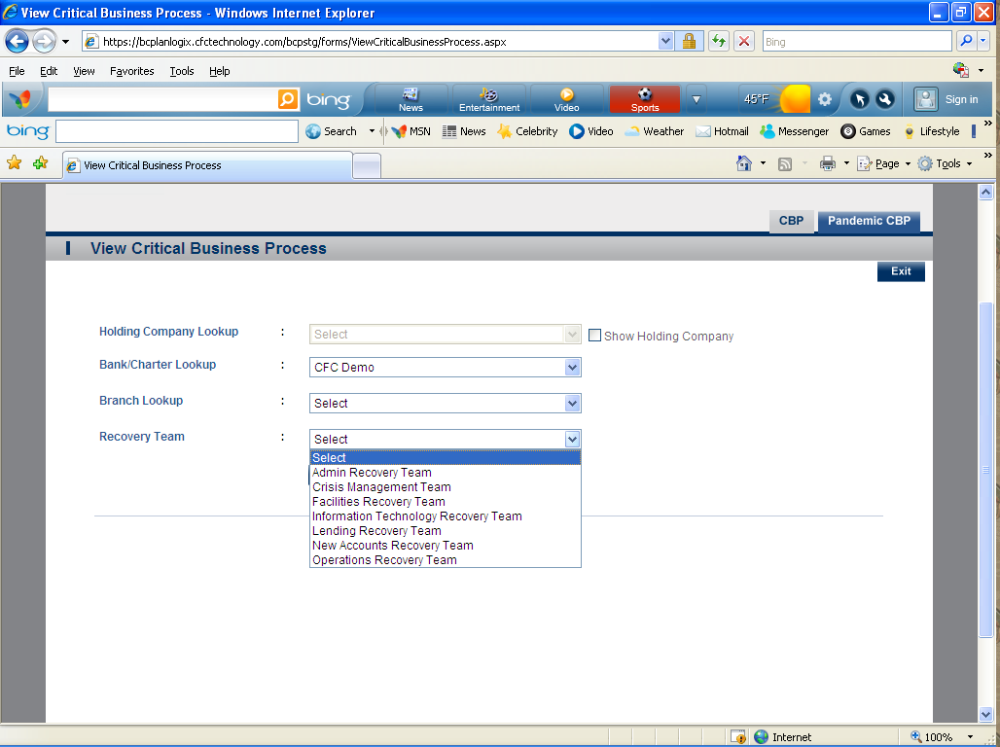 View Critical Business Process - Windows Internet Explorer
https://bcplanlogix.cfctechnology.com/bcpstg/forms/ViewCriticalBusinessProcess.aspx
Bing
File Edit View Favorites Tools Help
bing News Entertainment Video Sports 45°F Sign in
bing Search MSN News Celebrity Video Weather Hotmail Messenger Games Lifestyle
View Critical Business Process
Page Tools
CBP Pandemic CBP
View Critical Business Process
Exit
Holding Company Lookup : Select Show Holding Company
Bank/Charter Lookup : CFC Demo
Branch Lookup : Select
Recovery Team : Select
Select
Admin Recovery Team
Crisis Management Team
Facilities Recovery Team
Information Technology Recovery Team
Lending Recovery Team
New Accounts Recovery Team
Operations Recovery Team
Internet 100%